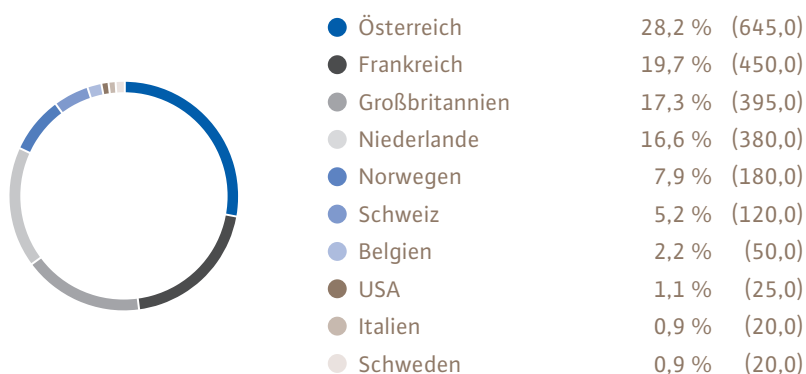 Österreich 28,2 % (645,0)
Frankreich 19,7 % (450,0)
Großbritannien 17,3 % (395,0)
Niederlande 16,6 % (380,0)
Norwegen 7,9 % (180,0)
Schweiz 5,2 % (120,0)
Belgien 2,2 % (50,0)
USA 1,1 % (25,0)
Italien 0,9 % (20,0)
Schweden 0,9 % (20,0)